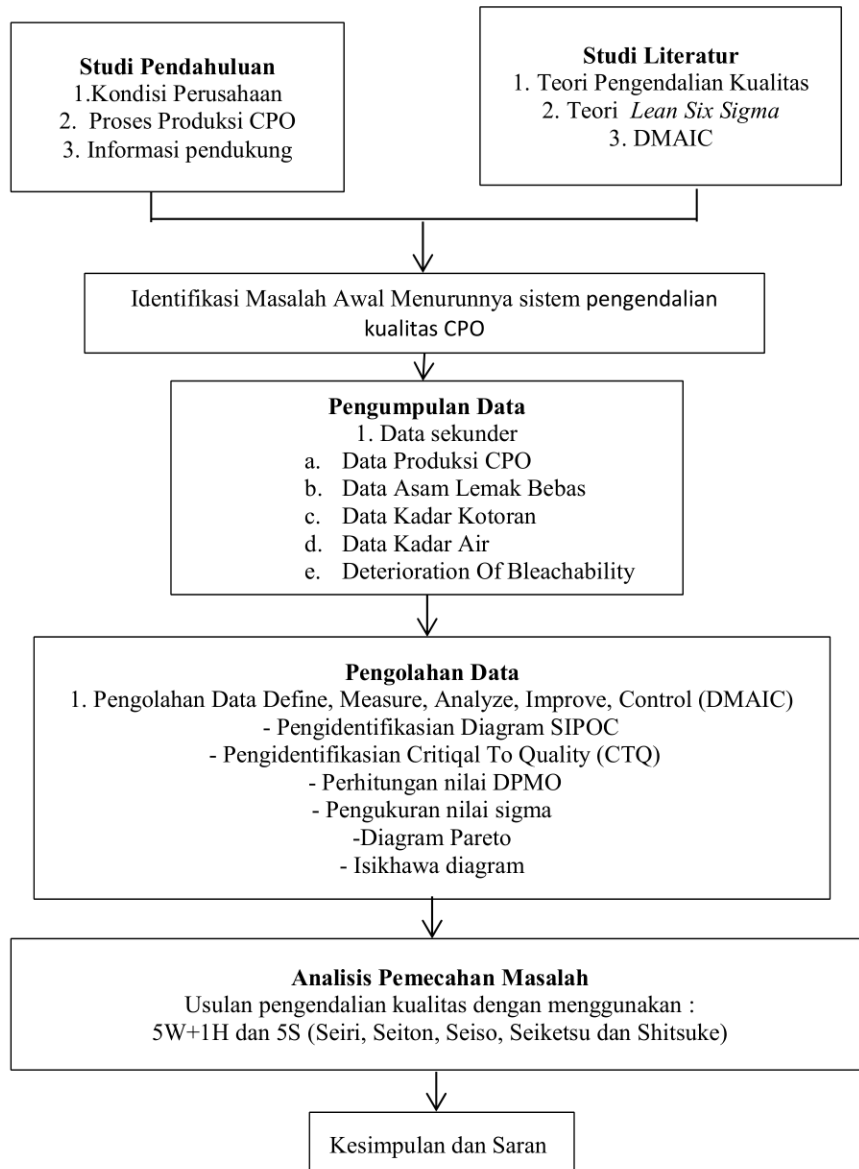 Studi Pendahuluan
1.Kondisi Perusahaan
2. Proses Produksi CPO
3. Informasi pendukung
Studi Literatur
1. Teori Pengendalian Kualitas
2. Teori Lean Six Sigma
3. DMAIC
Identifikasi Masalah Awal Menurunnya sistem pengendalian
kualitas CPO
Pengumpulan Data
1. Data sekunder
a. Data Produksi CPO
b. Data Asam Lemak Bebas
c. Data Kadar Kotoran
d. Data Kadar Air
e. Deterioration Of Bleachability
Pengolahan Data
1. Pengolahan Data Define, Measure, Analyze, Improve, Control (DMAIC)
- Pengidentifikasian Diagram SIPOC
- Pengidentifikasian Critiqal To Quality (CTQ)
- Perhitungan nilai DPMO
- Pengukuran nilai sigma
-Diagram Pareto
- Isikhawa diagram
Analisis Pemecahan Masalah
Usulan pengendalian kualitas dengan menggunakan :
5W+1H dan 5S (Seiri, Seiton, Seiso, Seiketsu dan Shitsuke)
Kesimpulan dan Saran